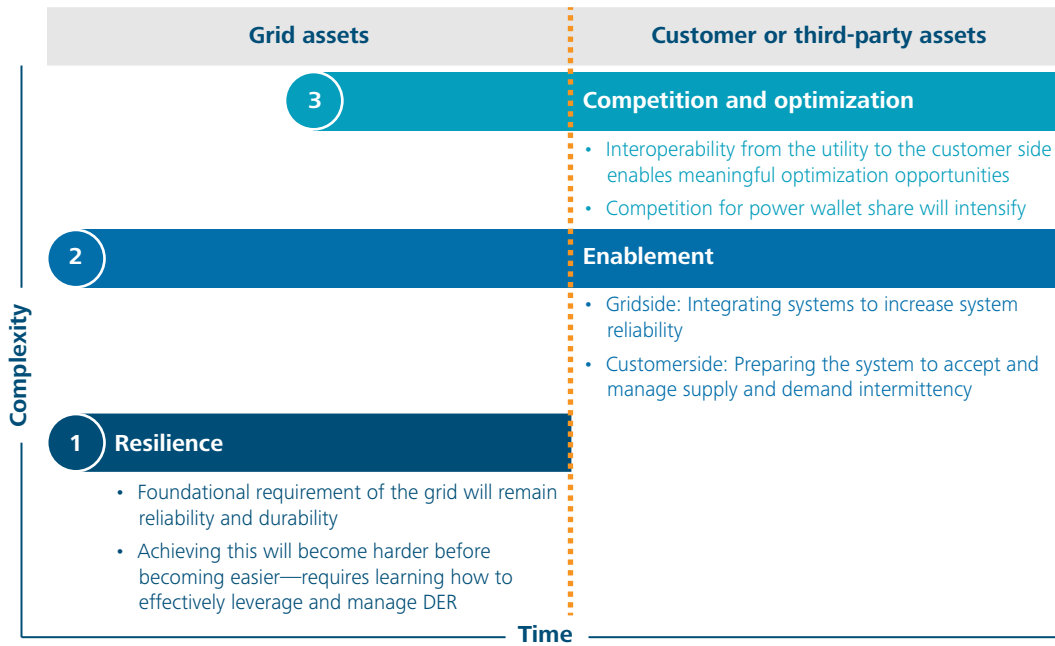 Grid assets
Customer or third-party assets
3
Competition and optimization
• Interoperability from the utility to the customer side
enables meaningful optimization opportunities
• Competition for power wallet share will intensify
2
Enablement
• Gridside: Integrating systems to increase system
reliability
• Customerside: Preparing the system to accept and
manage supply and demand intermittency
Complexity
1
Resilience
• Foundational requirement of the grid will remain
reliability and durability
• Achieving this will become harder before
becoming easier—requires learning how to
effectively leverage and manage DER
Time